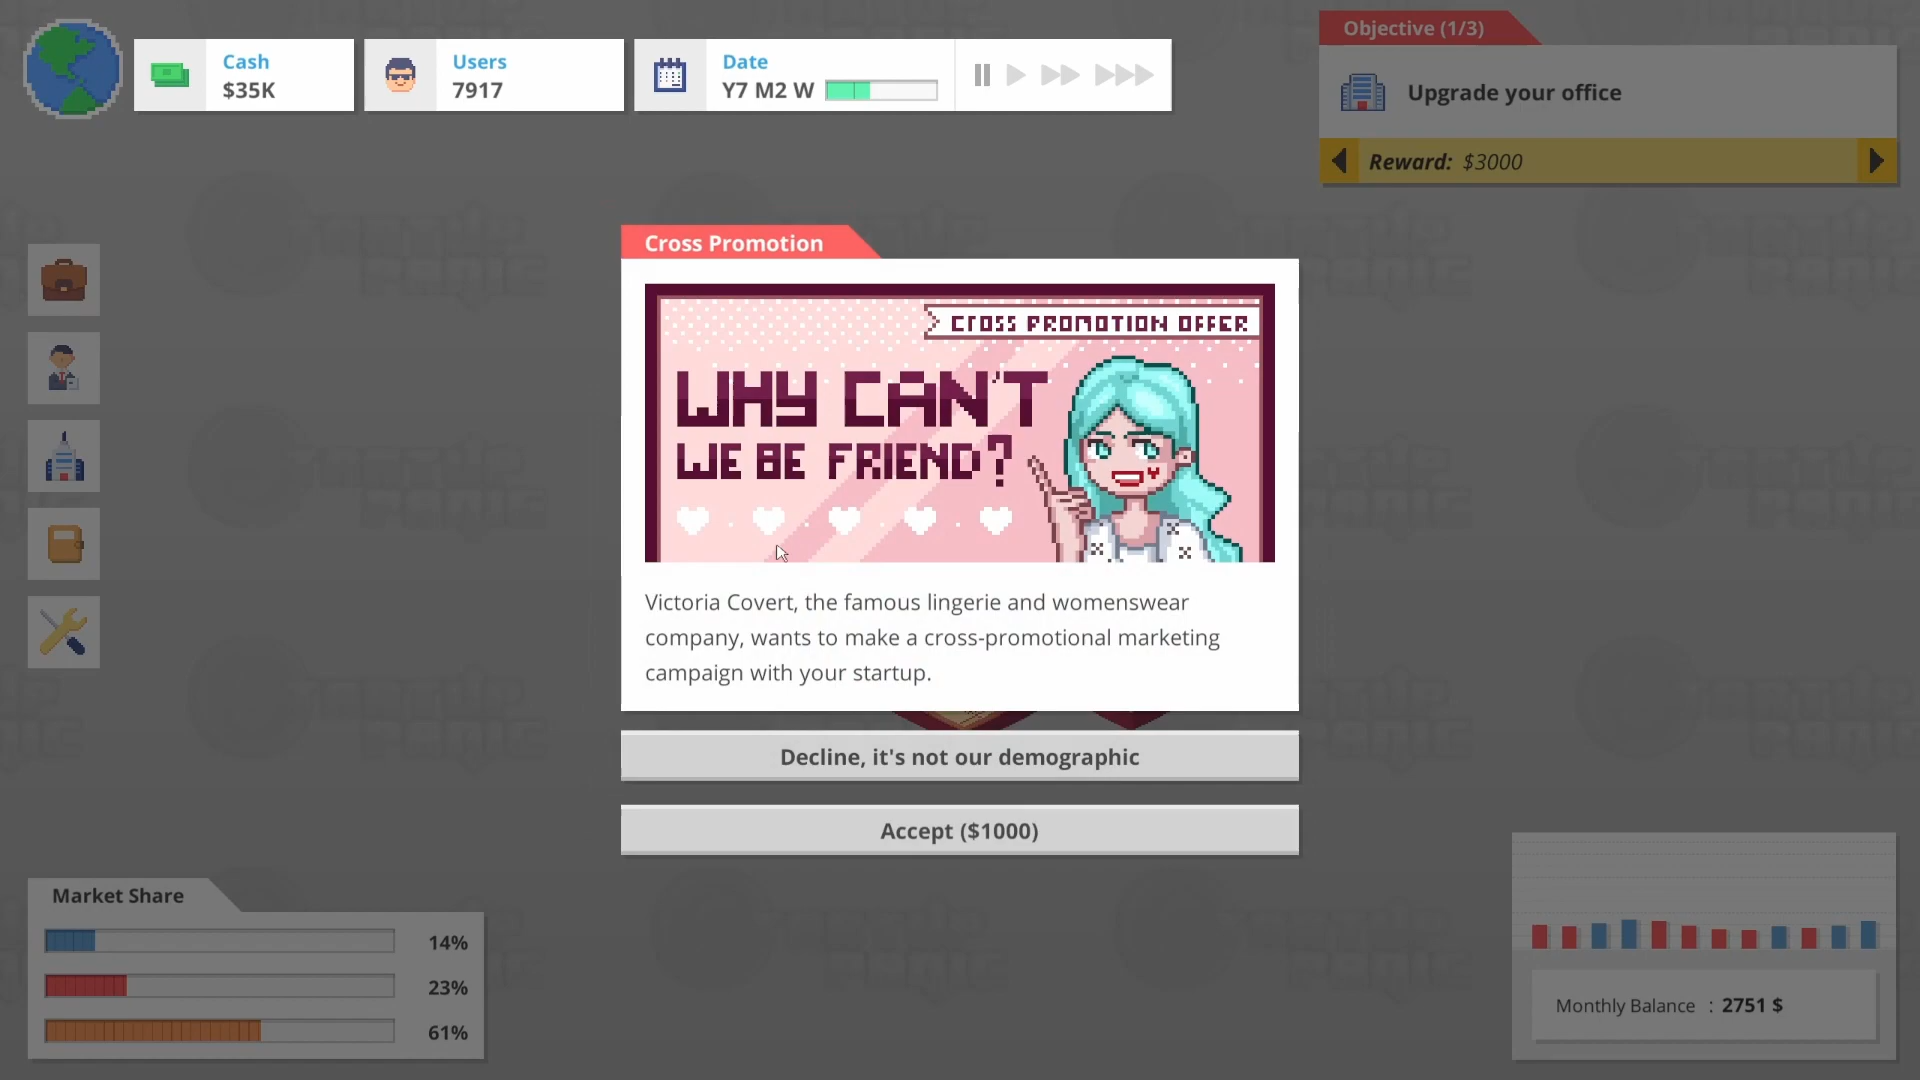 Cash
$35K
Users
7917
Date
Y7 M2 W
Objective (1/3)
Upgrade your office
Reward: $3000
Cross Promotion
CROSS PROMOTION OFFER
WHY CAN'T
WE BE FRIEND?
Victoria Covert, the famous lingerie and womenswear
company, wants to make a cross-promotional marketing
campaign with your startup.
Decline, it's not our demographic
Accept ($1000)
Market Share
14%
23%
61%
Monthly Balance : 2751 $